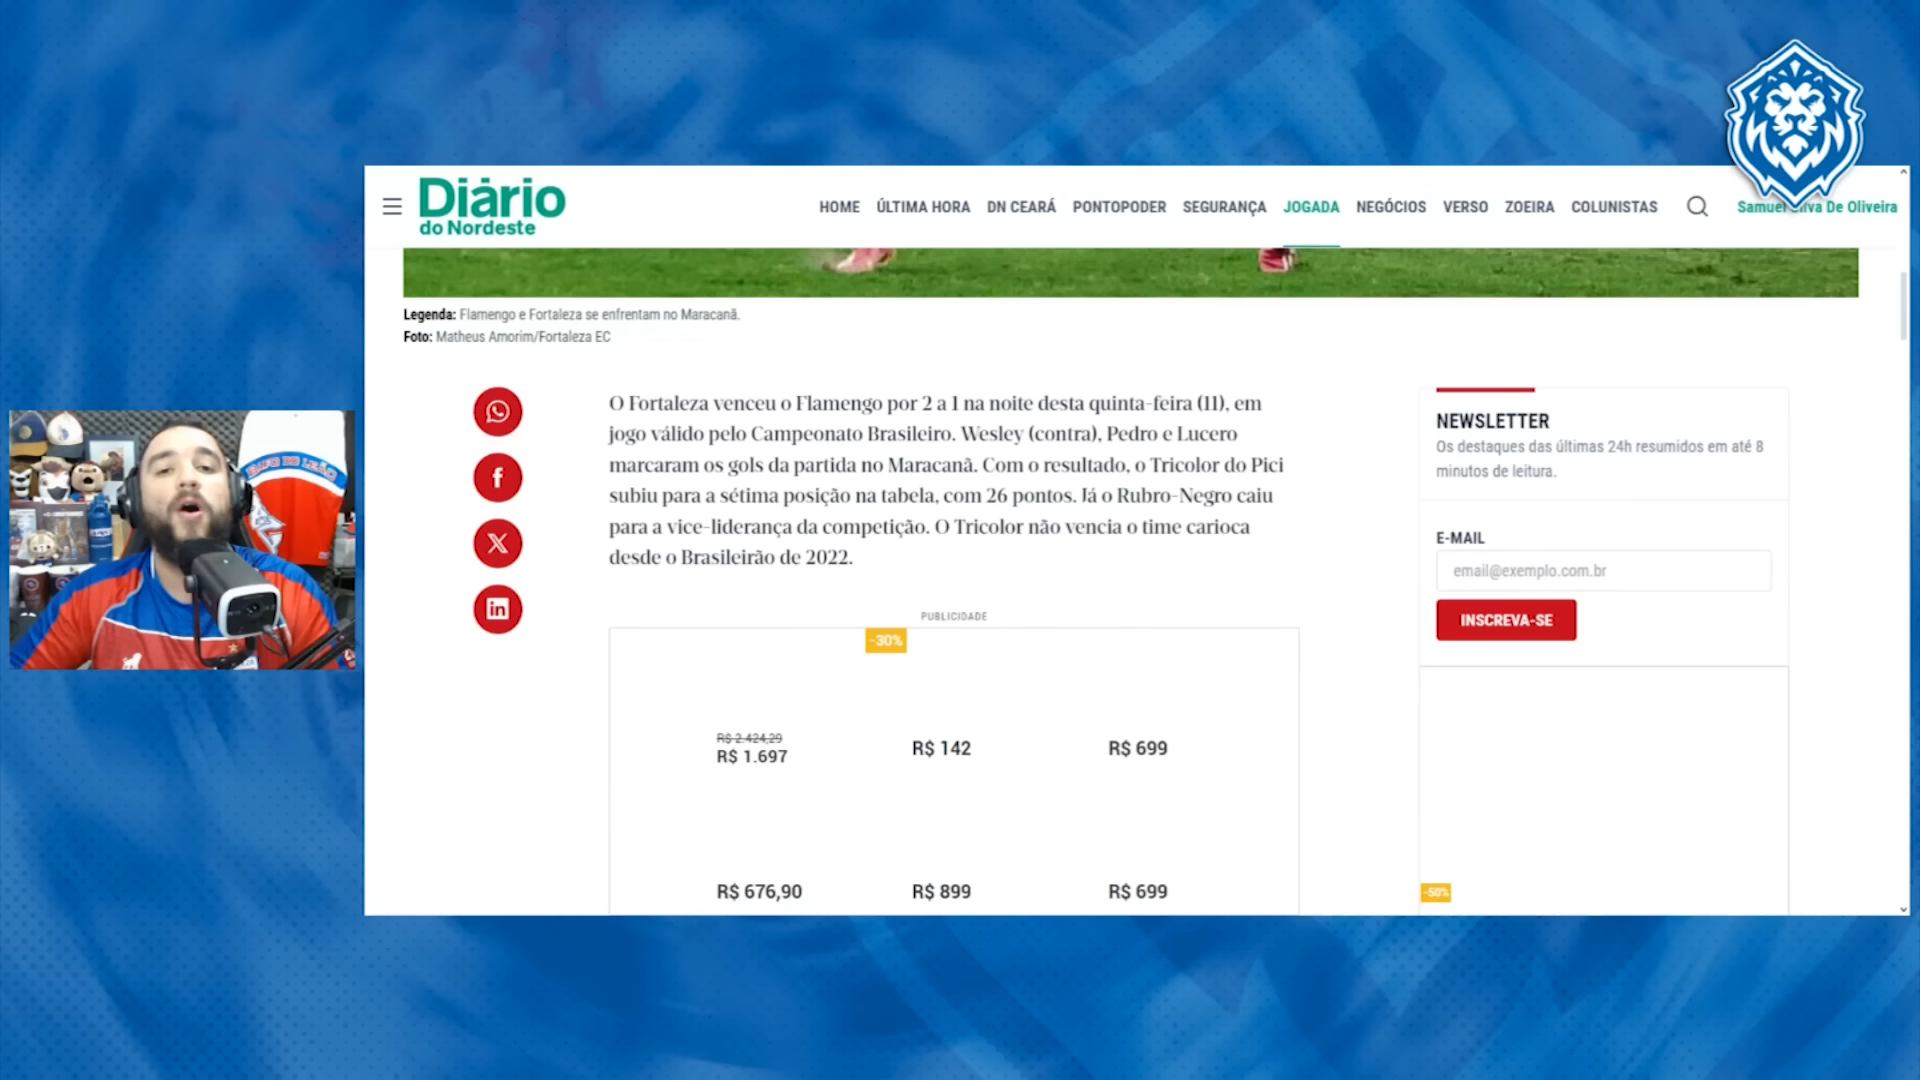 Diário
do Nordeste
HOME ÚLTIMA HORA DN CEARÁ PONTOPODER SEGURANÇA JOGADA NEGÓCIOS VERSO ZOEIRA COLUNISTAS
De Oliveira
Legenda: Flamengo e Fortaleza se enfrentam no Maracanã.
Foto: Matheus Amorim/Fortaleza EC
O Fortaleza venceu o Flamengo por 2 a 1 na noite desta quinta-feira (11), em
jogo válido pelo Campeonato Brasileiro. Wesley (contra), Pedro e Lucero
marcaram os gols da partida no Maracanã. Com o resultado, o Tricolor do Pici
subiu para a sétima posição na tabela, com 26 pontos. Já o Rubro-Negro caiu
para a vice-liderança da competição. O Tricolor não vencia o time carioca
desde o Brasileirão de 2022.
PUBLICIDADE
-30%
R$ 2.424,29
R$ 1.697
R$ 142
R$ 699
R$ 676,90
R$ 899
R$ 699
NEWSLETTER
Os destaques das últimas 24h resumidos em até 8
minutos de leitura.
E-MAIL
email@exemplo.com.br
INSCREVA-SE
-50%